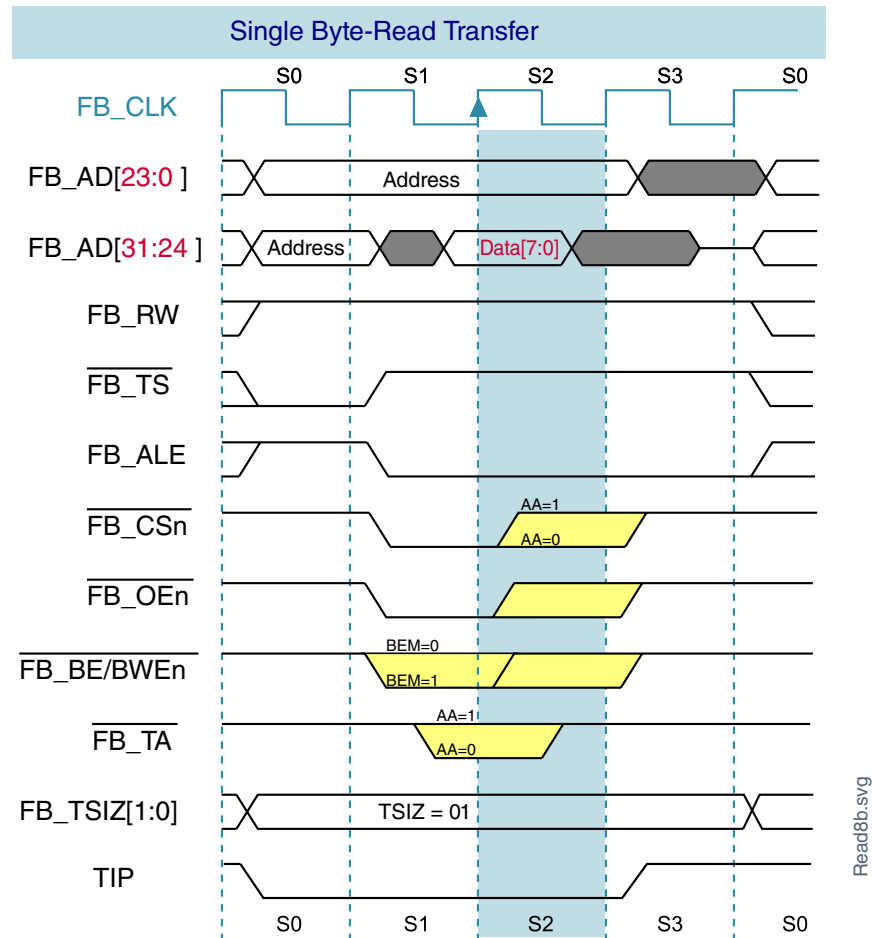 Single Byte-Read Transfer
S0 S1 S2 S3 S0
FB_CLK
FB_AD[23:0 ] Address
FB_AD[31:24 ] Address Data[7:0]
FB_RW
FB_TS
FB_ALE
AA=1
FB_CSn
AA=0
FB_OEn
BEM=0
FB_BE/BWEn
BEM=1
AA=1
FB_TA
AA=0
FB_TSIZ[1:0] TSIZ = 01
TIP
S0 S1 S2 S3 S0
Read8b.svg